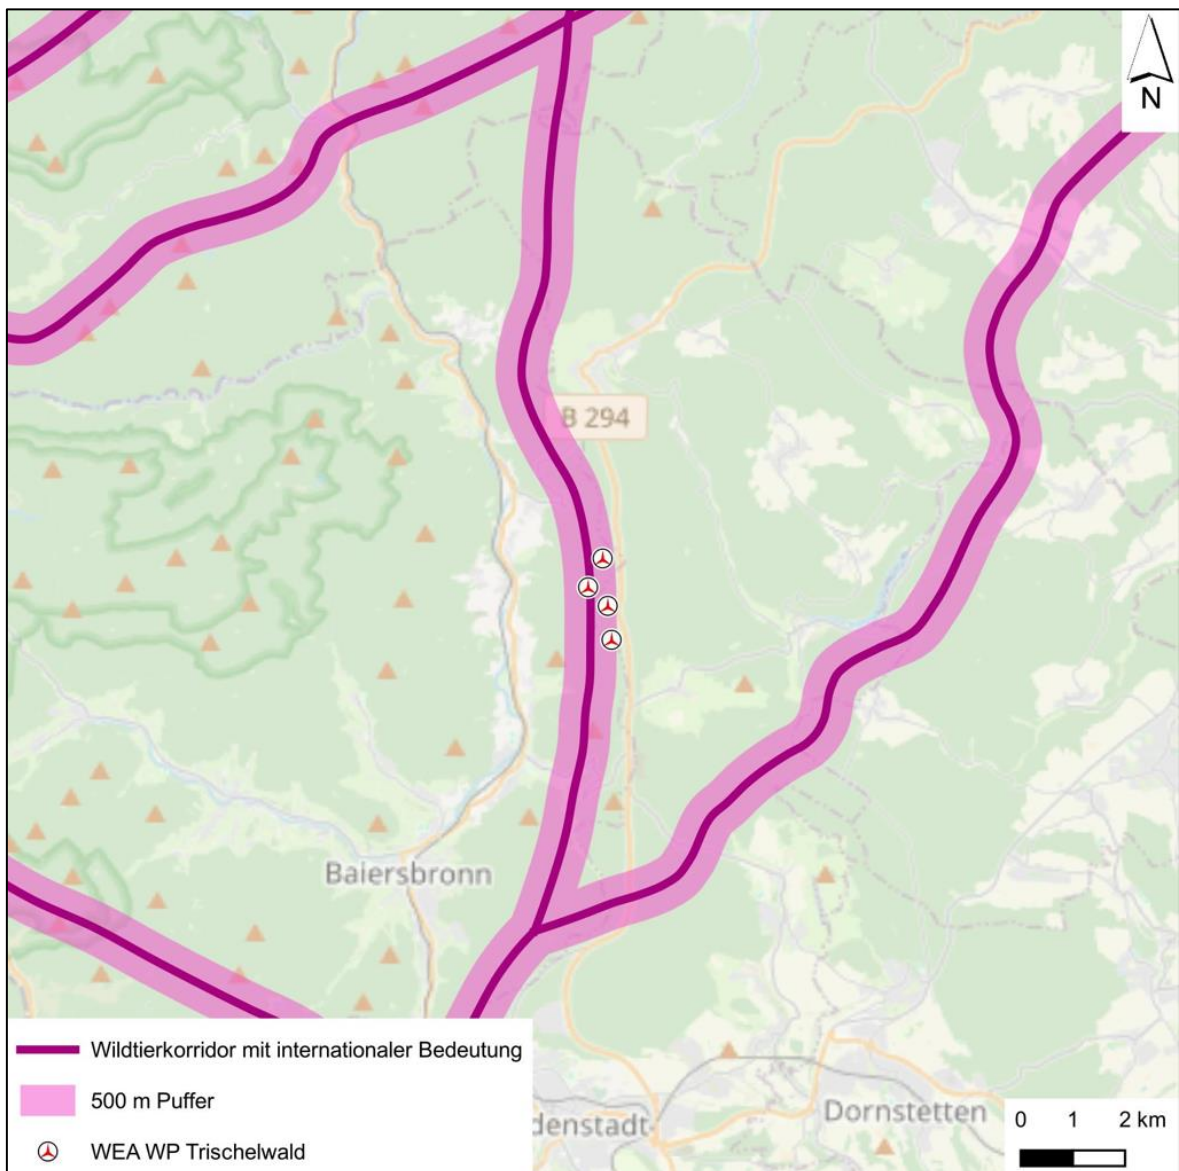 N
B 294
Baiersbronn
Wildtierkorridor mit internationaler Bedeutung
500 m Puffer
WEA WP Trischelwald
denstadt
Dornstetten
0 1 2 km